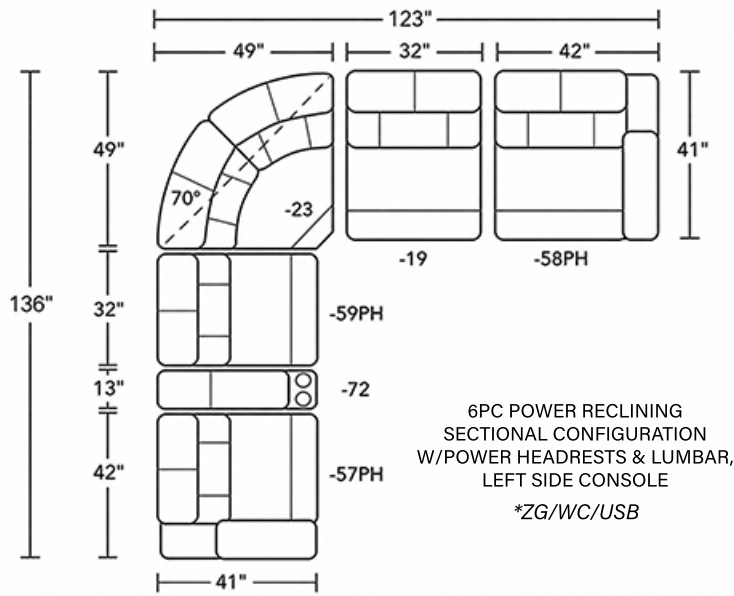 123"
49" 32" 42"
49"
41"
70°
-23
-19 -58PH
136"
32"
-59PH
13"
-72
6PC POWER RECLINING
SECTIONAL CONFIGURATION
W/POWER HEADRESTS & LUMBAR,
LEFT SIDE CONSOLE
*ZG/WC/USB
42"
-57PH
41"